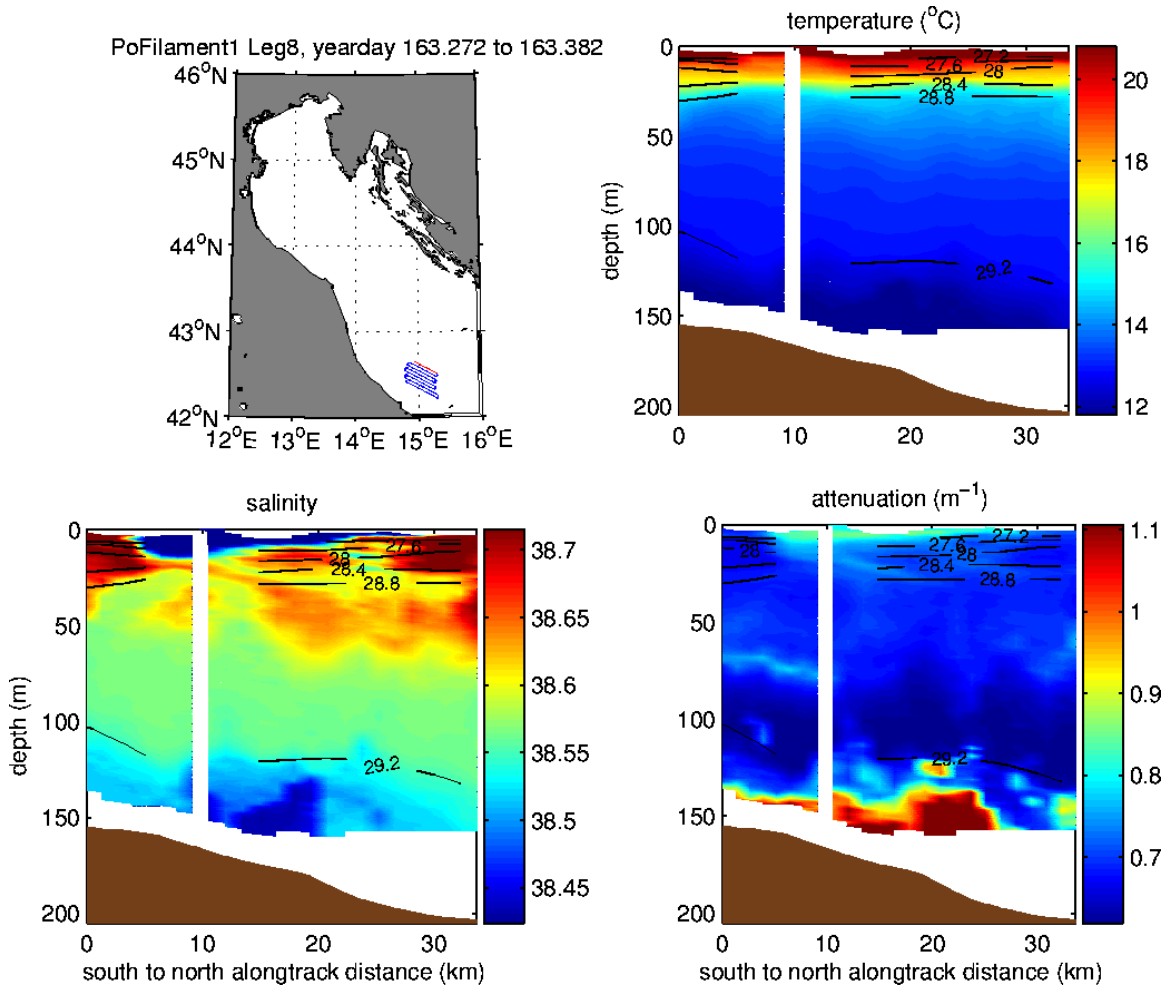 PoFilament1 Leg8, yearday 163.272 to 163.382
46°N
45°N
44°N
43°N
42°N
12°E 13°E 14°E 15°E 16°E
temperature (°C)
0
50
100
150
200
depth (m)
27.2
27.6
28
28.4
28.8
29.2
0 10 20 30
20
18
16
14
12
salinity
0
50
100
150
200
depth (m)
27.6
28
28.4
28.8
29.2
0 10 20 30
south to north alongtrack distance (km)
38.7
38.65
38.6
38.55
38.5
38.45
attenuation (m⁻¹)
0
50
100
150
200
28
27.2
27.6
28
28.4
28.8
29.2
0 10 20 30
south to north alongtrack distance (km)
1.1
1
0.9
0.8
0.7